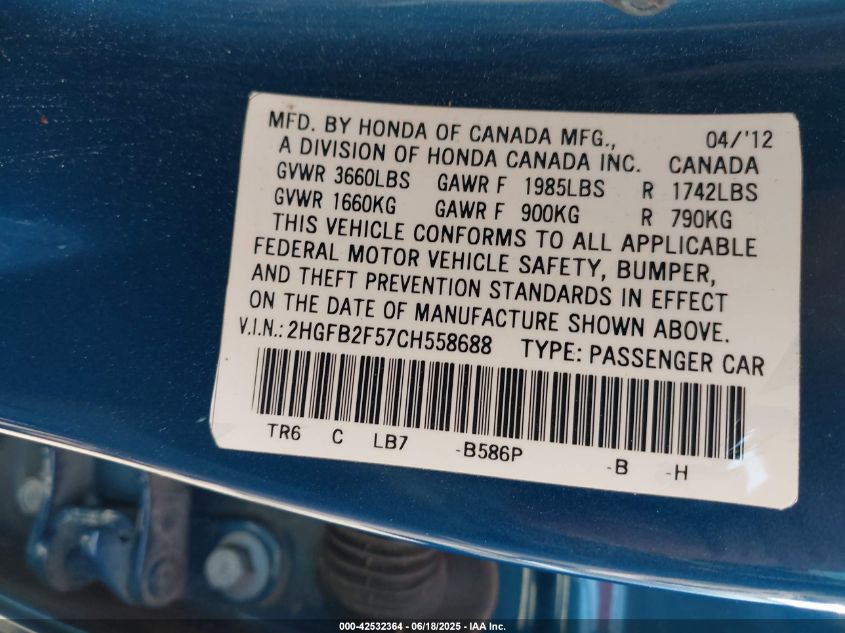 MFD. BY HONDA OF CANADA MFG., 04/'12
A DIVISION OF HONDA CANADA INC. CANADA
GVWR 3660LBS GAWR F 1985LBS R 1742LBS
GVWR 1660KG GAWR F 900KG R 790KG
THIS VEHICLE CONFORMS TO ALL APPLICABLE
FEDERAL MOTOR VEHICLE SAFETY, BUMPER,
AND THEFT PREVENTION STANDARDS IN EFFECT
ON THE DATE OF MANUFACTURE SHOWN ABOVE.
V.I.N.: 2HGFB2F57CH558688 TYPE: PASSENGER CAR
TR6 C LB7 -B586P -B -H
000-42532364 - 06/18/2025 - IAA Inc.